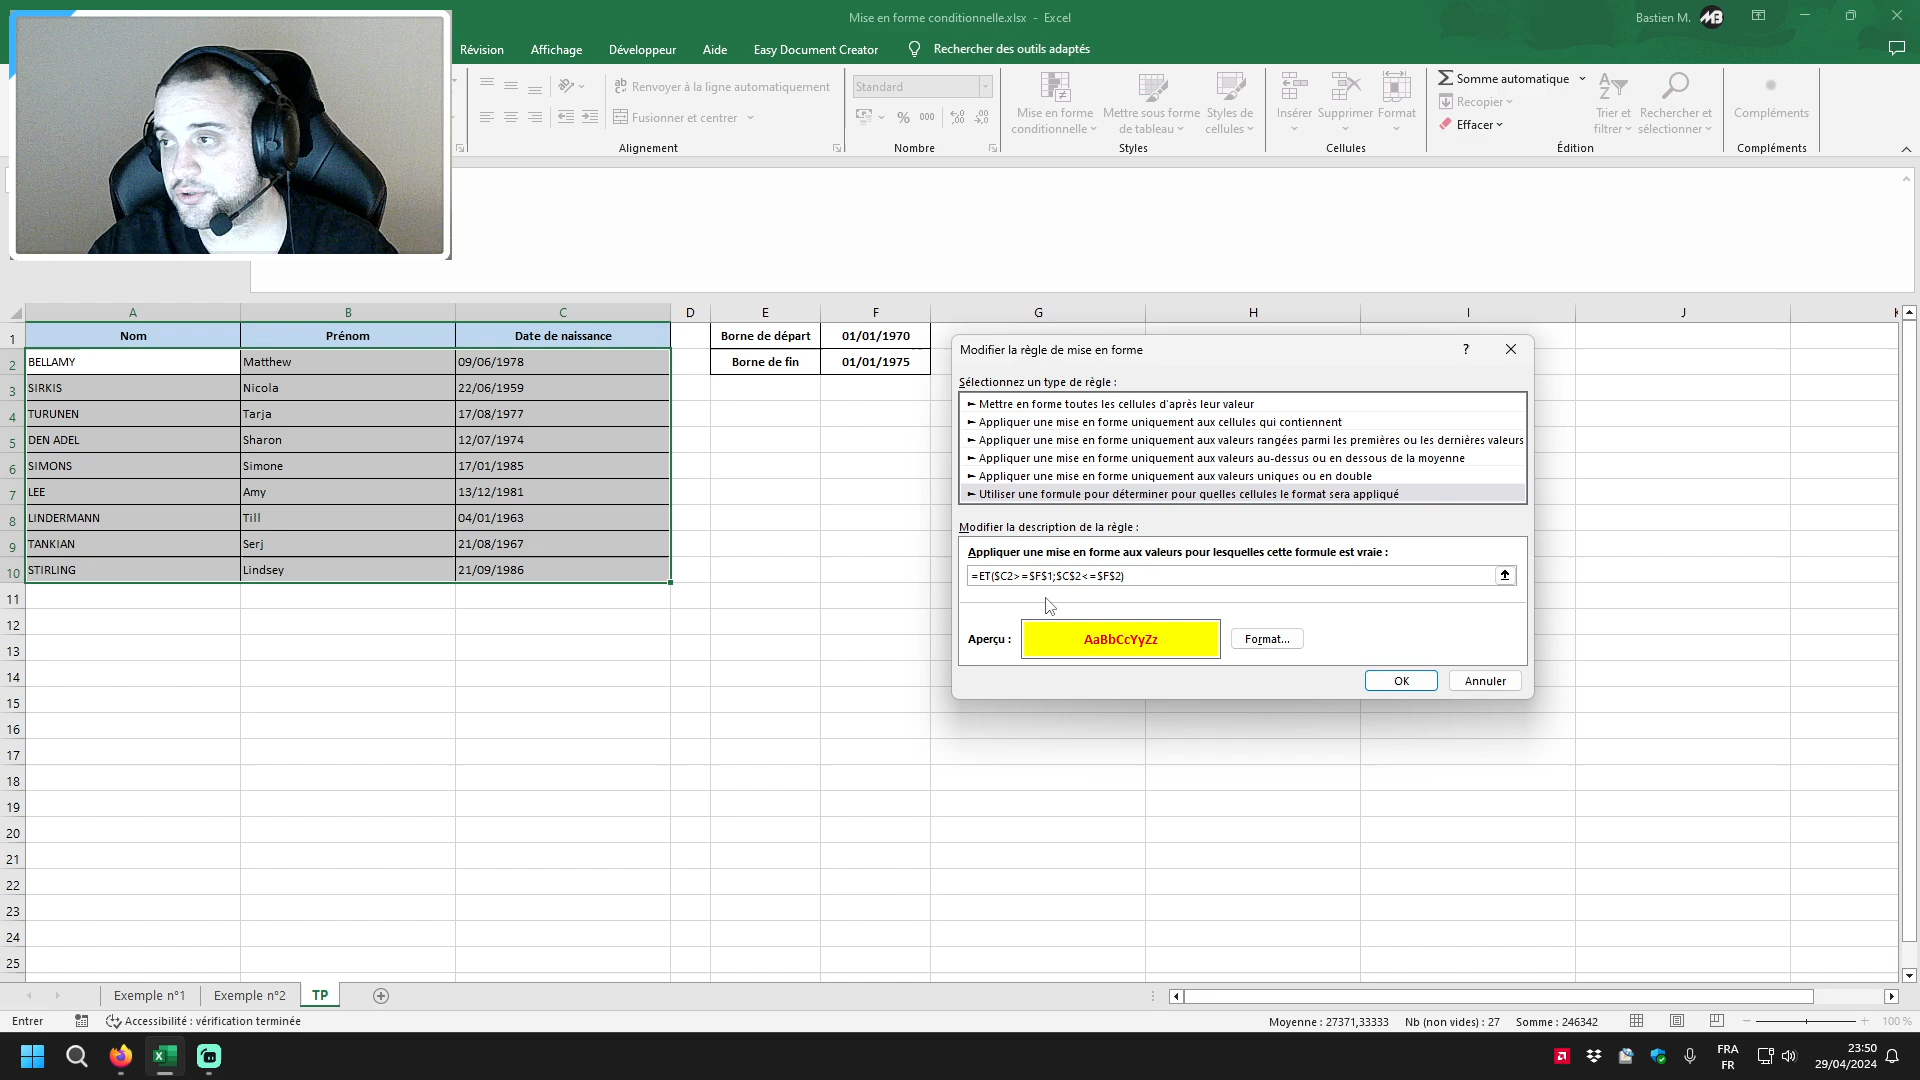 Mise en forme conditionnelle.xlsx - Excel
Bastien M.
Révision Affichage Développeur Aide Easy Document Creator Rechercher des outils adaptés
Renvoyer à la ligne automatiquement
Fusionner et centrer
Alignement
Standard
% 000
Nombre
Mise en forme conditionnelle
Mettre sous forme de tableau
Styles de cellules
Styles
Insérer Supprimer Format
Cellules
Somme automatique
Recopier
Effacer
Trier et filtrer
Rechercher et sélectionner
Édition
Compléments
Compléments
A B C D E F G H I J K
1 Nom Prénom Date de naissance Borne de départ 01/01/1970
2 BELLAMY Matthew 09/06/1978 Borne de fin 01/01/1975
3 SIRKIS Nicola 22/06/1959
4 TURUNEN Tarja 17/08/1977
5 DEN ADEL Sharon 12/07/1974
6 SIMONS Simone 17/01/1985
7 LEE Amy 13/12/1981
8 LINDERMANN Till 04/01/1963
9 TANKIAN Serj 21/08/1967
10 STIRLING Lindsey 21/09/1986
11
12
13
14
15
16
17
18
19
20
21
22
23
24
25
Modifier la règle de mise en forme ?
Sélectionnez un type de règle :
► Mettre en forme toutes les cellules d'après leur valeur
► Appliquer une mise en forme uniquement aux cellules qui contiennent
► Appliquer une mise en forme uniquement aux valeurs rangées parmi les premières ou les dernières valeurs
► Appliquer une mise en forme uniquement aux valeurs au-dessus ou en dessous de la moyenne
► Appliquer une mise en forme uniquement aux valeurs uniques ou en double
► Utiliser une formule pour déterminer pour quelles cellules le format sera appliqué
Modifier la description de la règle :
Appliquer une mise en forme aux valeurs pour lesquelles cette formule est vraie :
=ET($C2>=$F$1;$C$2<=$F$2)
Aperçu : AaBbCcYyZz Format...
OK Annuler
Exemple n°1 Exemple n°2 TP
Entrer Accessibilité : vérification terminée Moyenne : 27371,33333 Nb (non vides) : 27 Somme : 246342 100 %
FRA
FR
23:50
29/04/2024